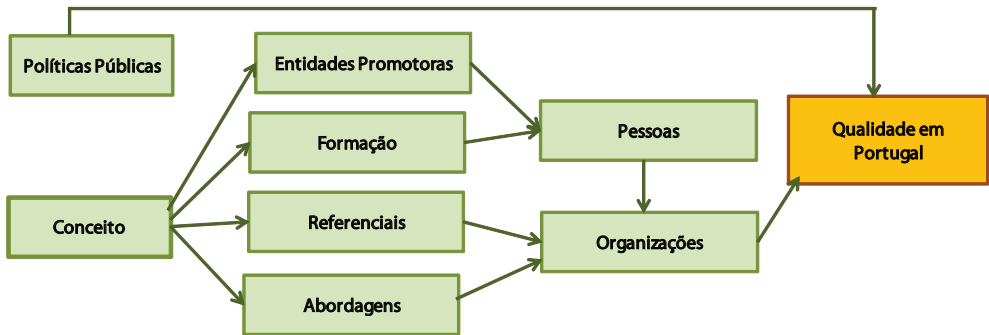 Políticas Públicas
Entidades Promotoras
Formação
Pessoas
Qualidade em
Portugal
Conceito
Referenciais
Organizações
Abordagens